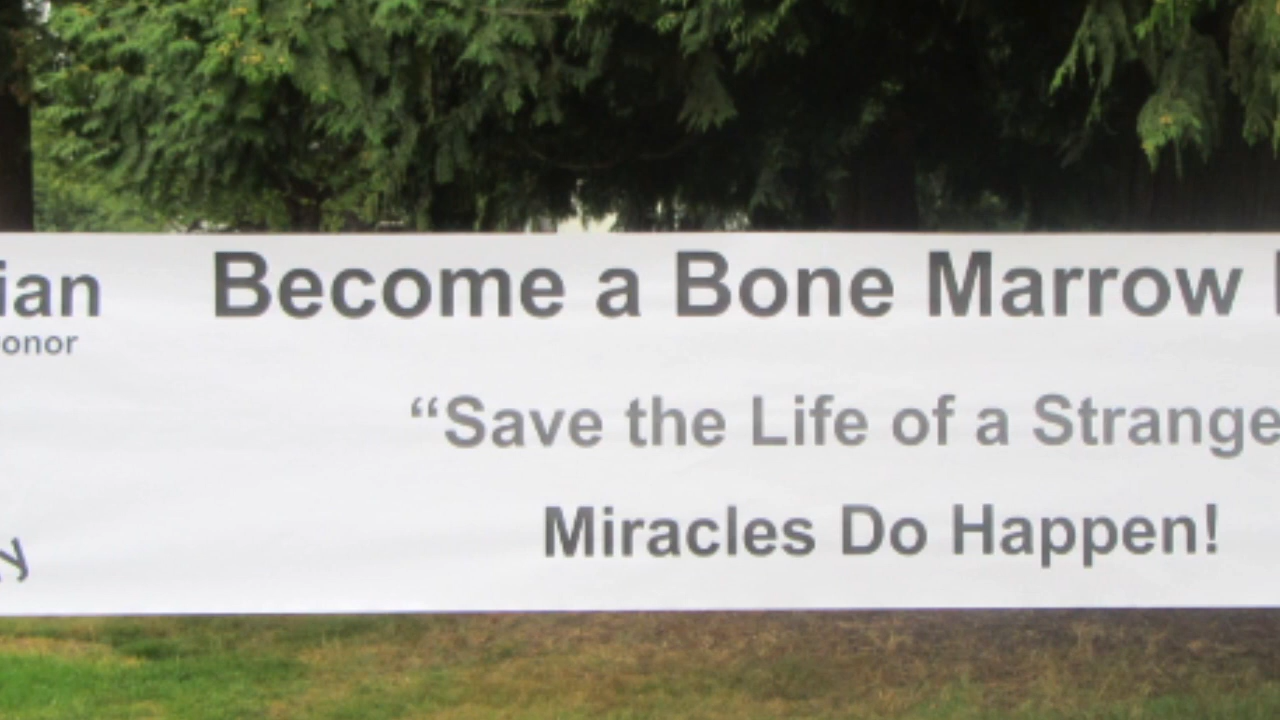 ian
onor
Become a Bone Marrow
“Save the Life of a Strange
Miracles Do Happen!
y